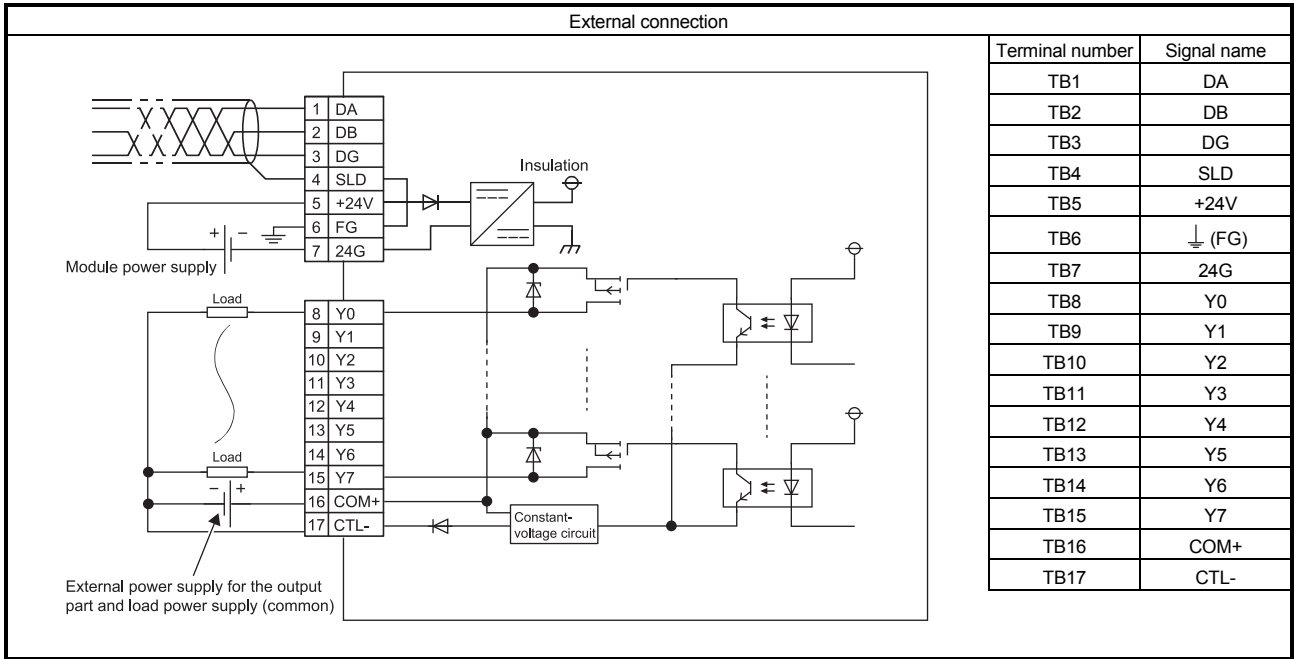 External connection
1 DA
2 DB
3 DG
4 SLD
5 +24V
6 FG
7 24G
Insulation
+ −
Module power supply
Load
8 Y0
9 Y1
10 Y2
11 Y3
12 Y4
13 Y5
14 Y6
15 Y7
16 COM+
17 CTL-
Load
− +
Constant-
voltage circuit
External power supply for the output
part and load power supply (common)
Terminal number Signal name
TB1 DA
TB2 DB
TB3 DG
TB4 SLD
TB5 +24V
TB6 (FG)
TB7 24G
TB8 Y0
TB9 Y1
TB10 Y2
TB11 Y3
TB12 Y4
TB13 Y5
TB14 Y6
TB15 Y7
TB16 COM+
TB17 CTL-